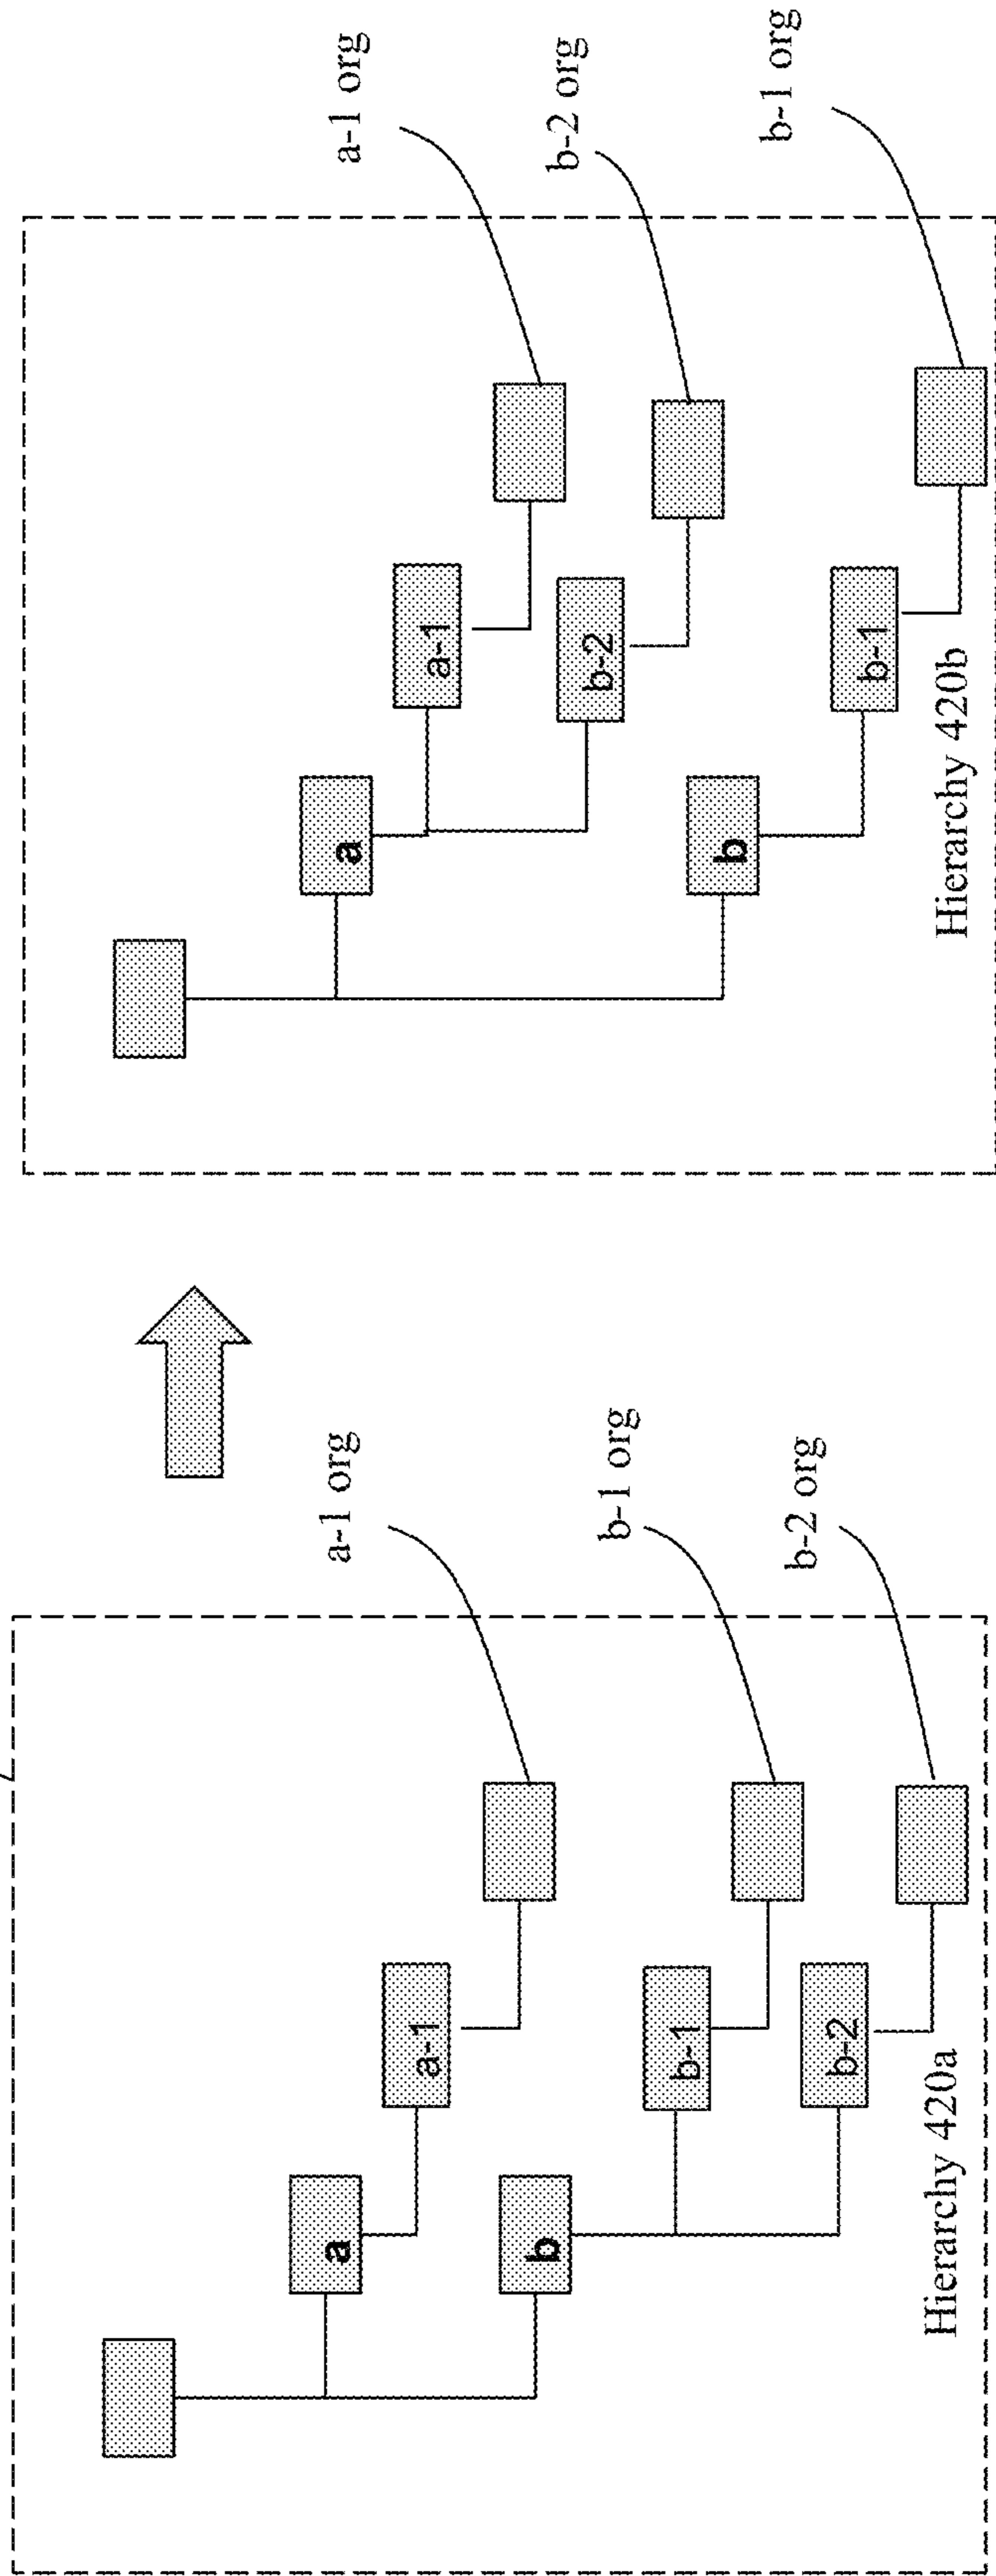 a
a-1
a-1 org
b
b-1
b-1 org
b-2
b-2 org
Hierarchy 420a
a
a-1
a-1 org
b-2
b-2 org
b
b-1
b-1 org
Hierarchy 420b